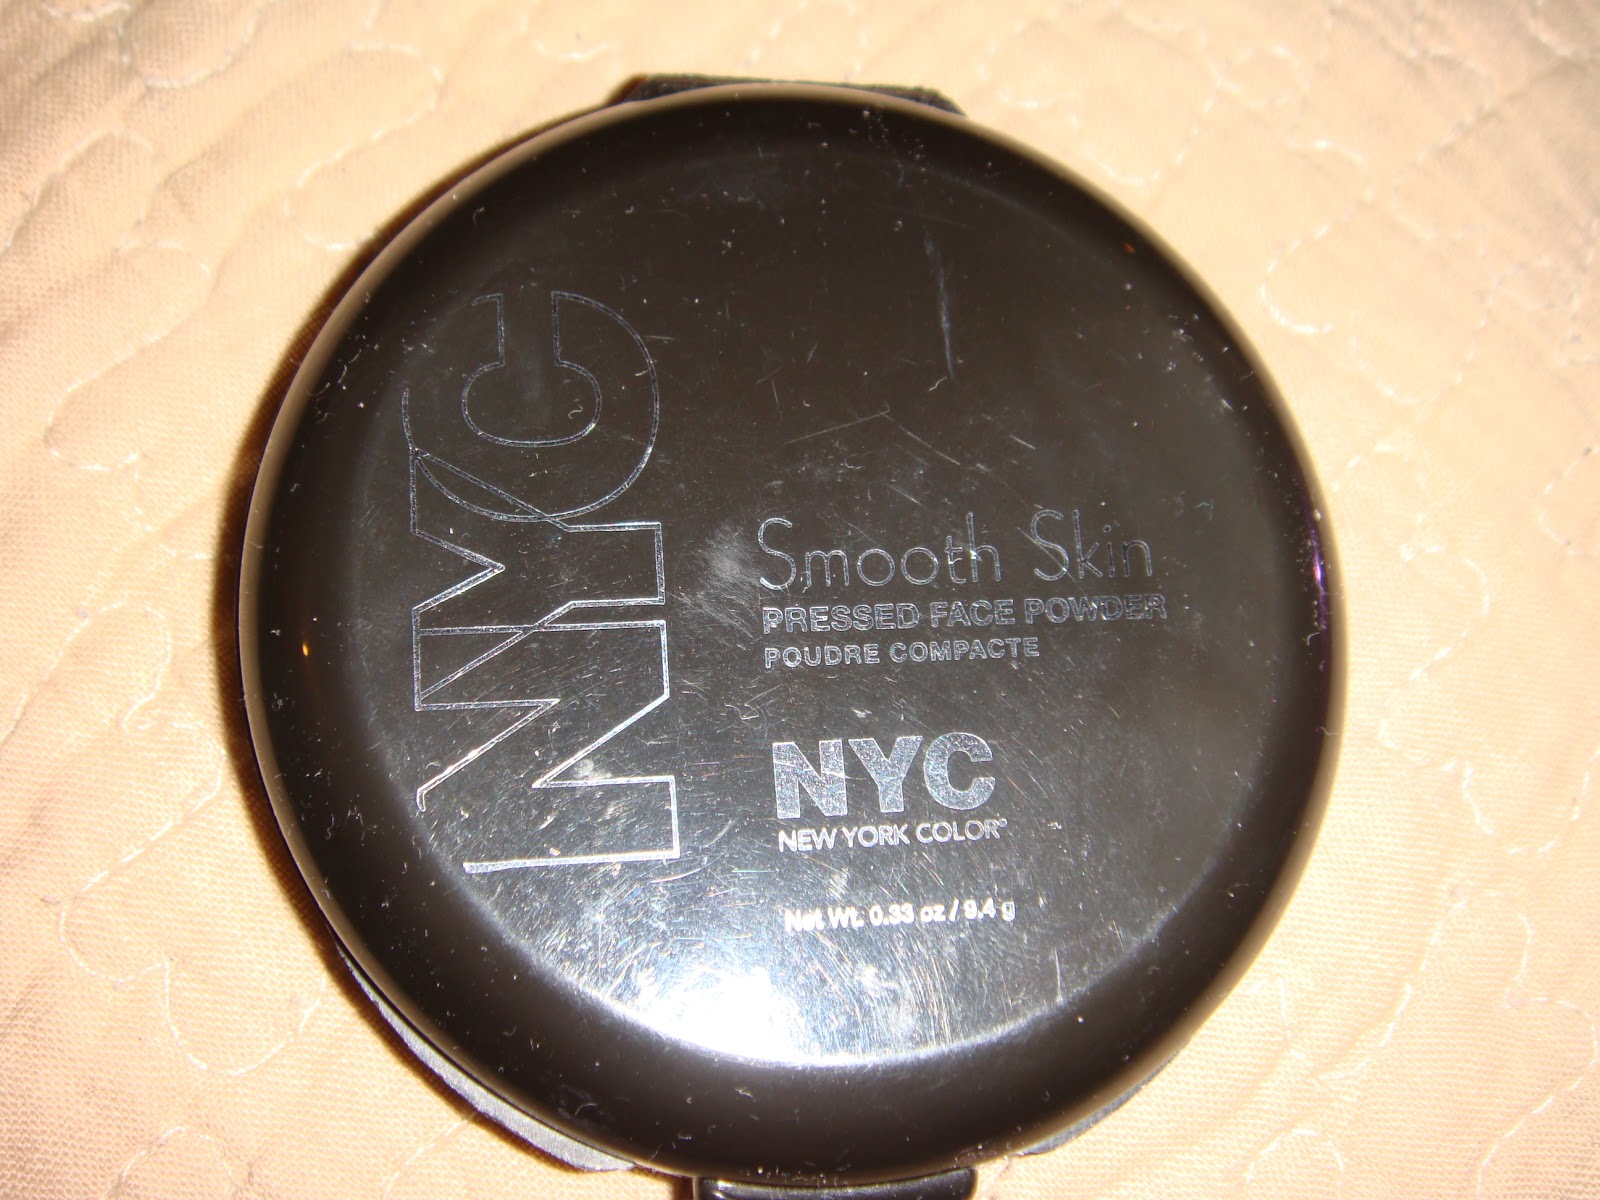 NYC
Smooth Skin
PRESSED FACE POWDER
POUDRE COMPACTE
NYC
NEW YORK COLOR
Net Wt. 0.33 oz / 9.4 g